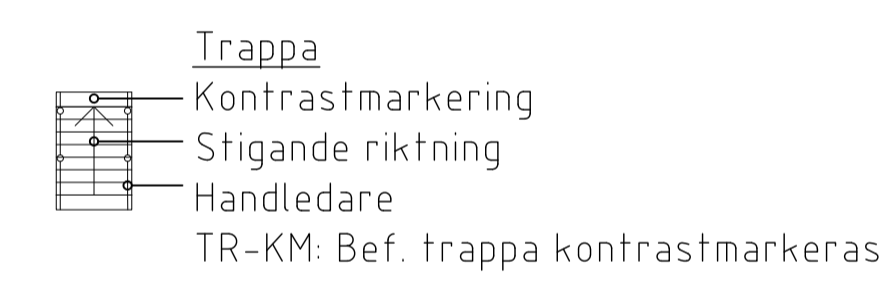 Trappa
Kontrastmarkering
Stigande riktning
Handledare
TR-KM: Bef. trappa kontrastmarkeras